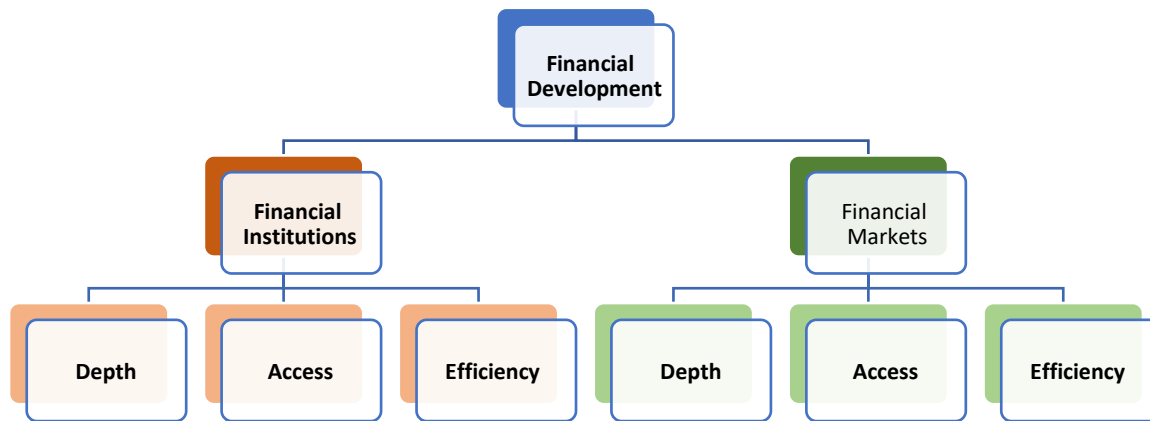 Financial
Development
Financial
Institutions
Financial
Markets
Depth
Access
Efficiency
Depth
Access
Efficiency